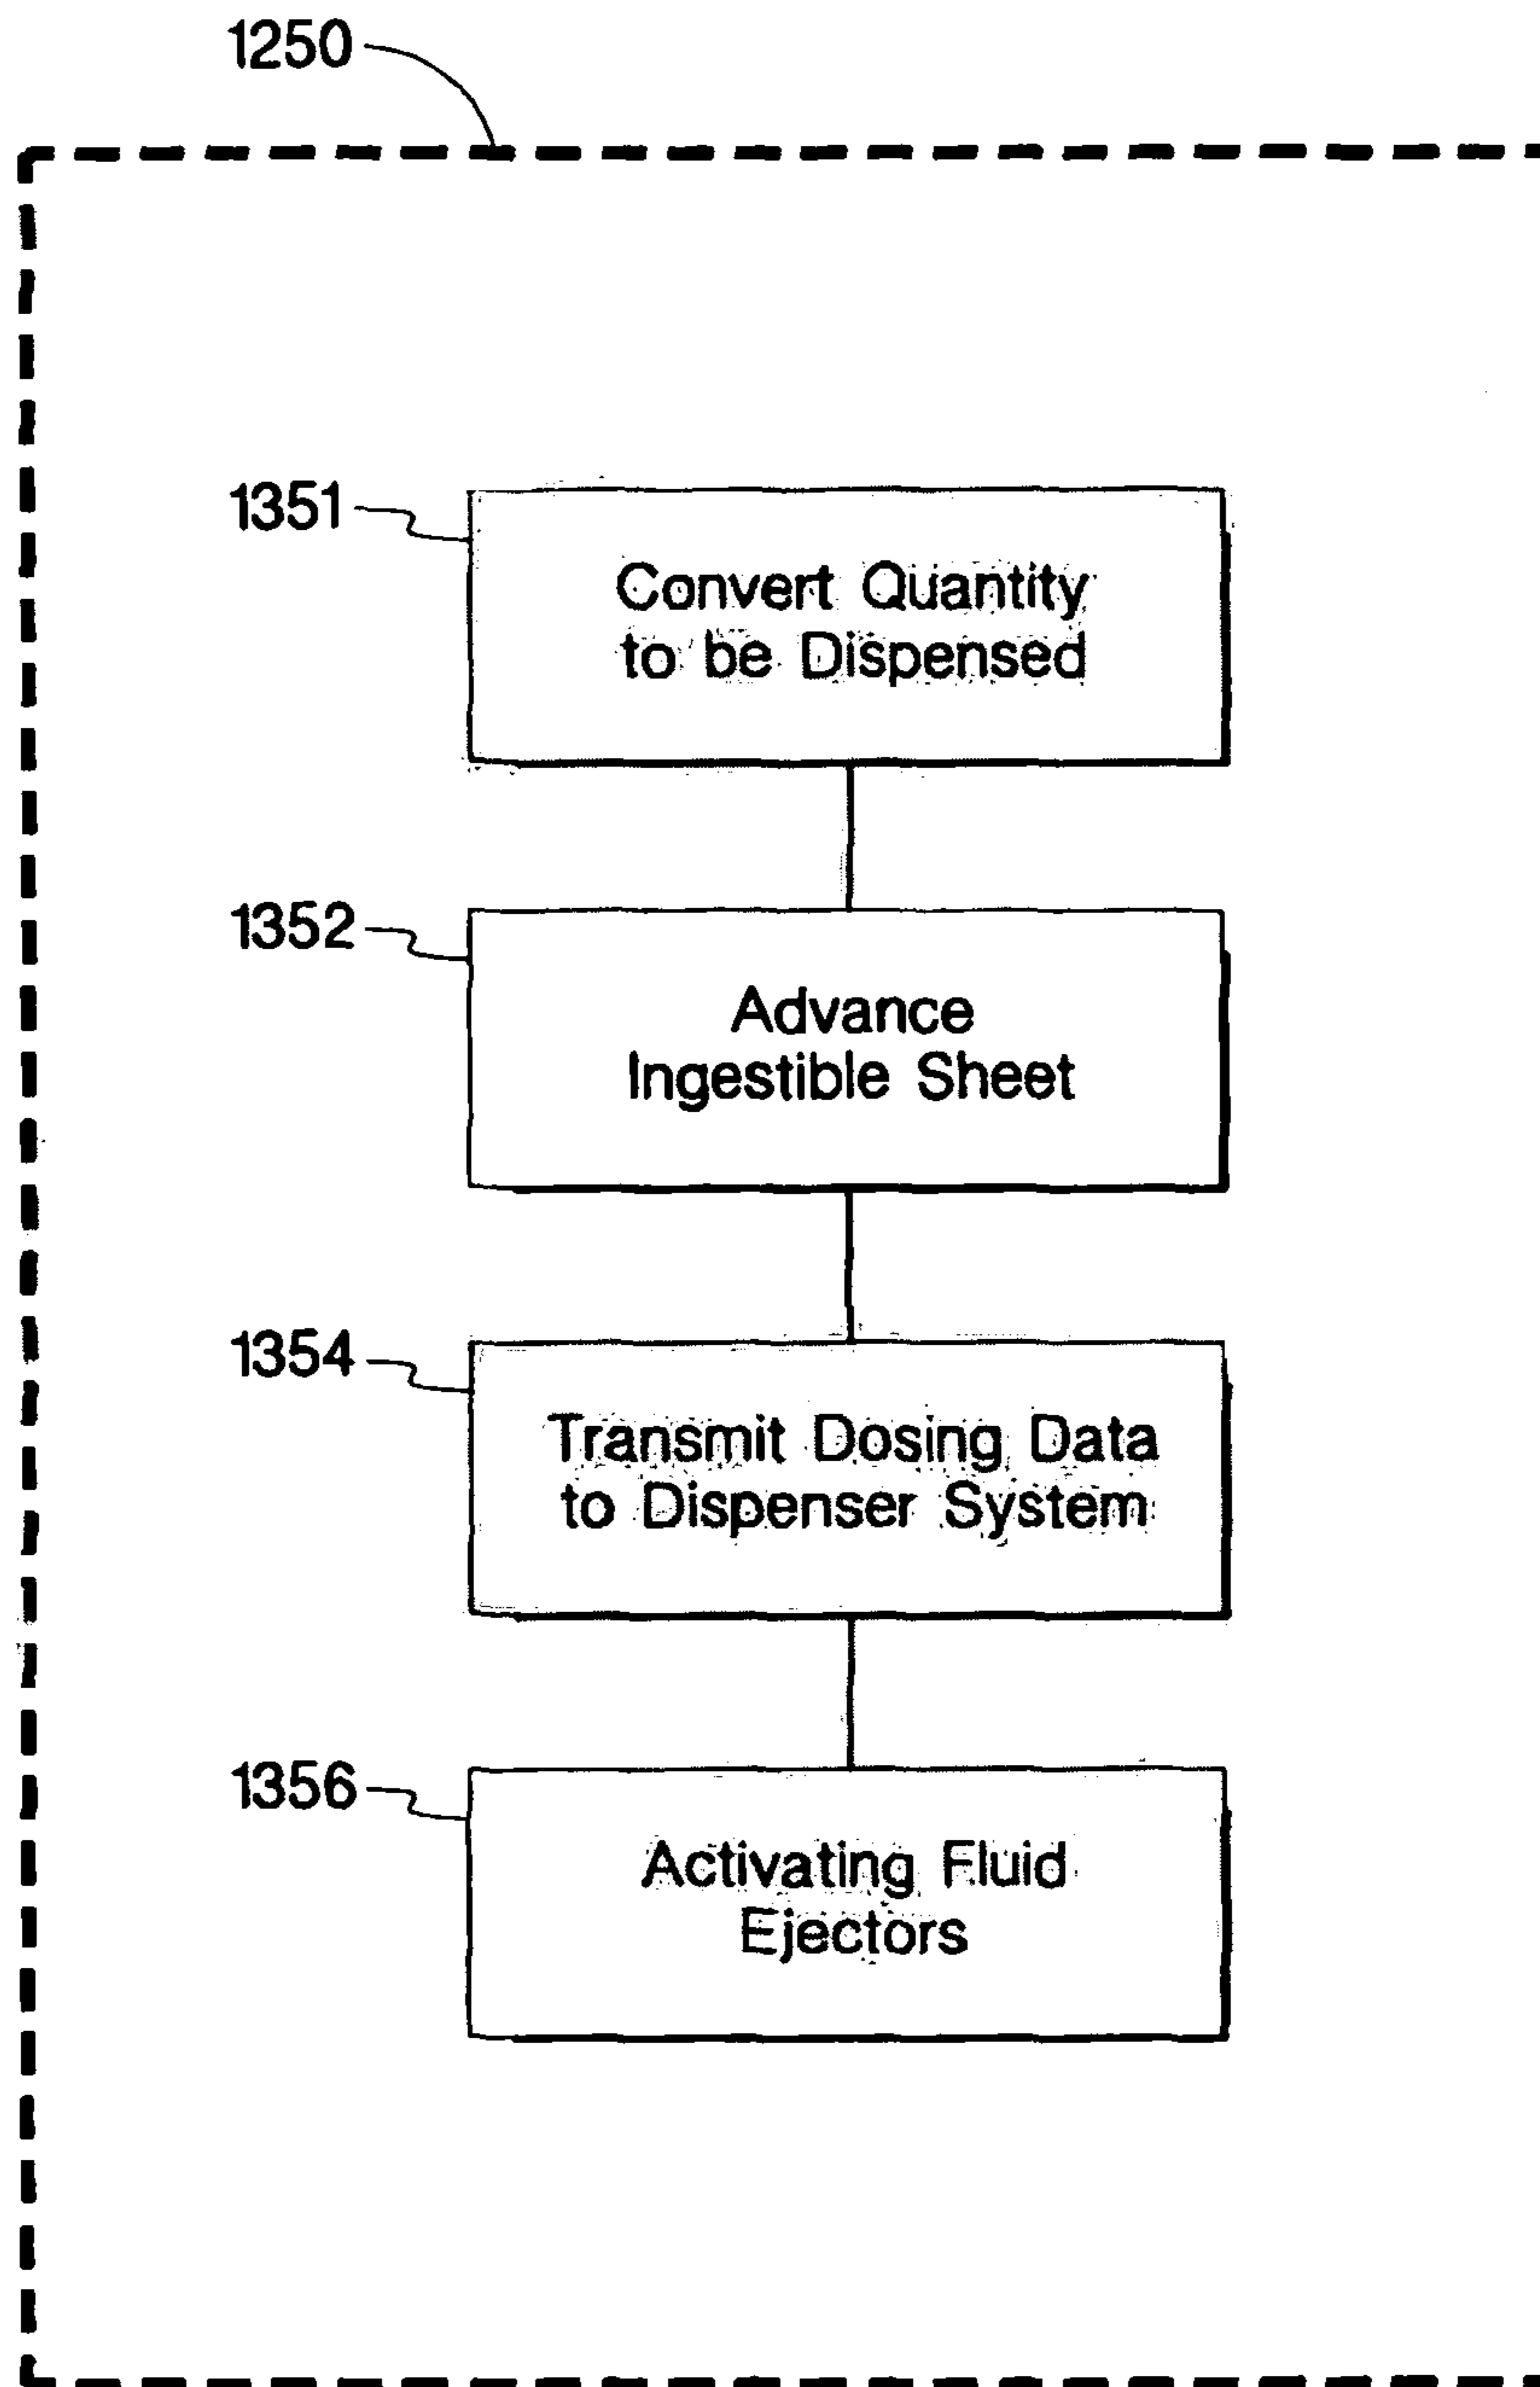 1250
1351
Convert Quantity
to be Dispensed
1352
Advance
Ingestible Sheet
1354
Transmit Dosing Data
to Dispenser System
1356
Activating Fluid
Ejectors